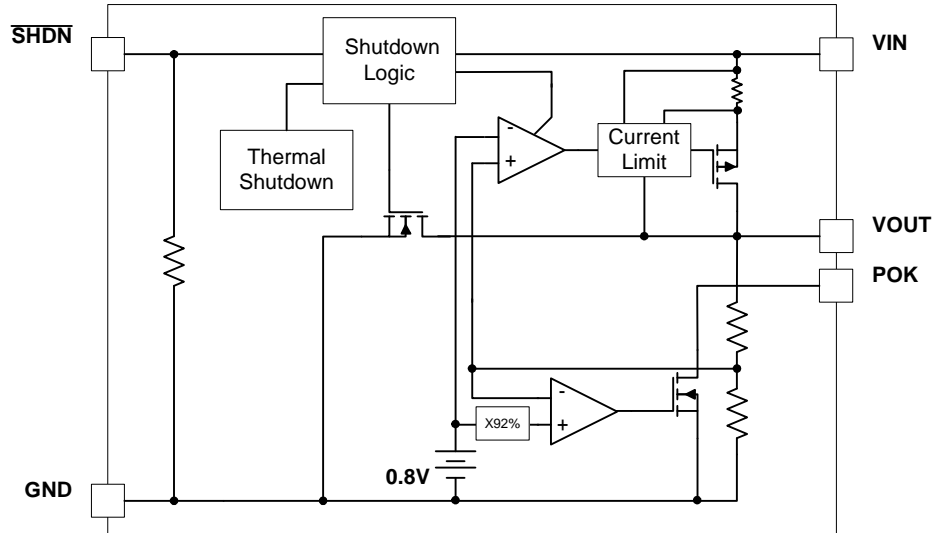 SHDN
Shutdown
Logic
VIN
Thermal
Shutdown
-
+
Current
Limit
VOUT
POK
-
X92%
+
0.8V
GND